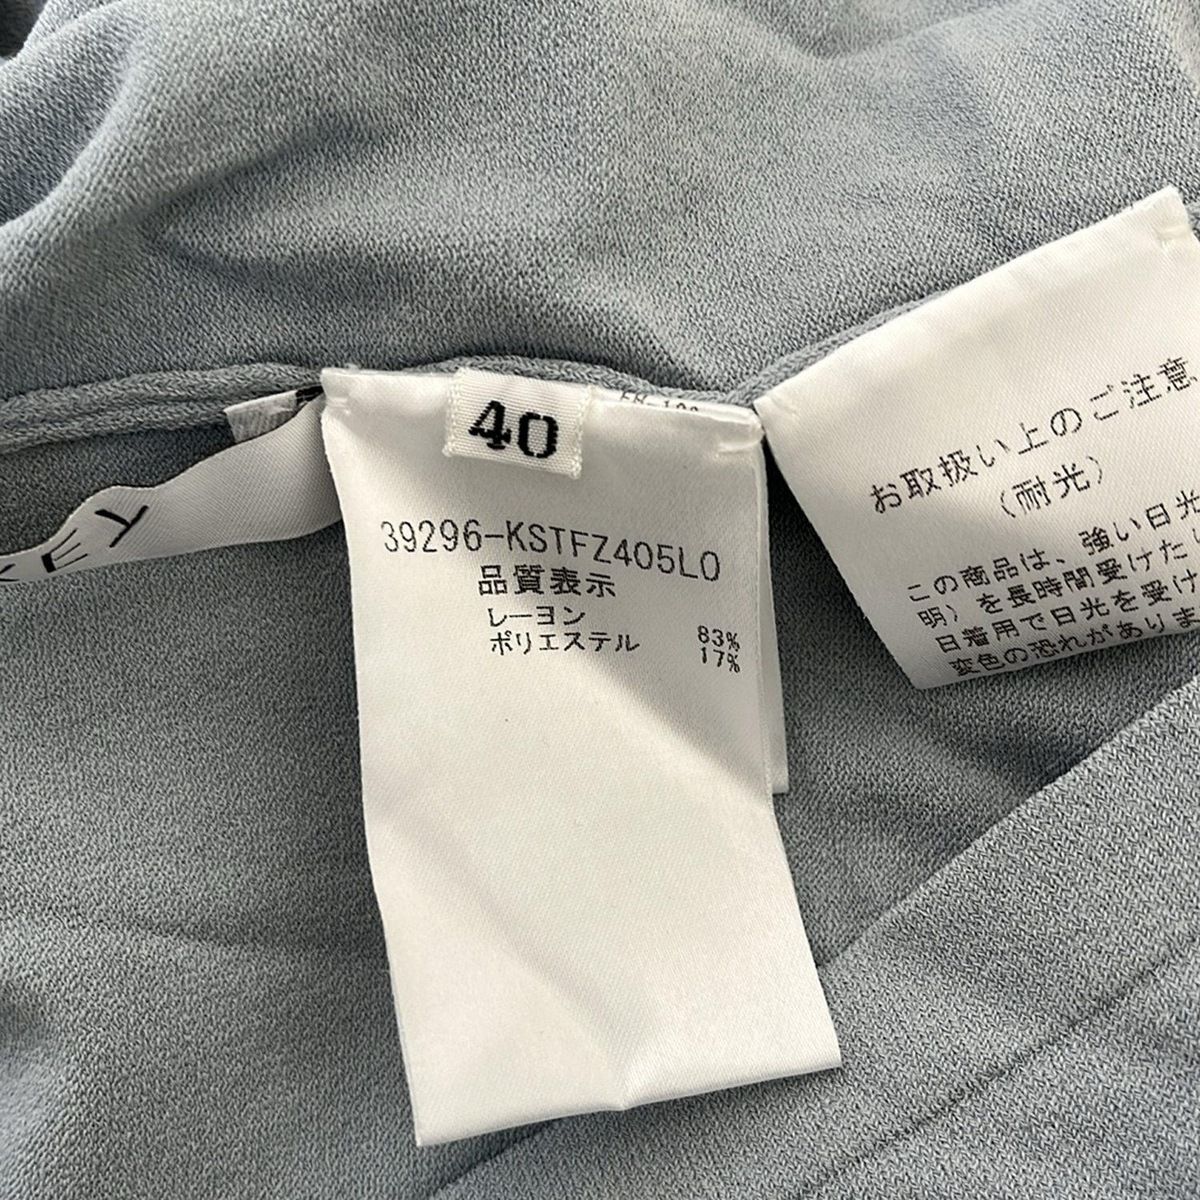 KEY
40
39296-KSTFZ405LO
品質表示
レーヨン 83%
ポリエステル 17%
お取扱い上のご注意
（耐光）
この商品は、強い日光
明）を長時間受けたい
日着用で日光を受け
変色の恐れがありま